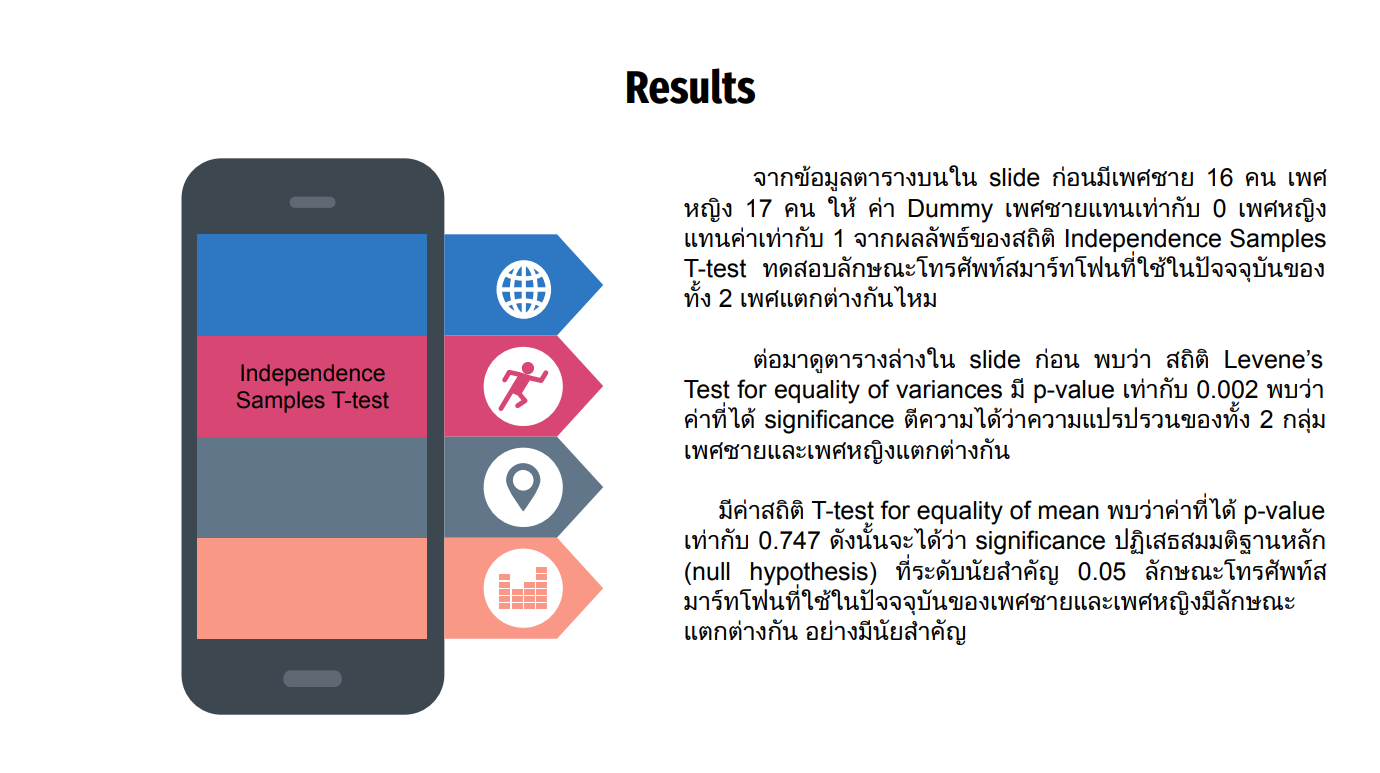 Results
Independence
Samples T-test
จากข้อมูลตารางบนใน slide ก่อนมีเพศชาย 16 คน เพศ
หญิง 17 คน ให้ ค่า Dummy เพศชายแทนเท่ากับ 0 เพศหญิง
แทนค่าเท่ากับ 1 จากผลลัพธ์ของสถิติ Independence Samples
T-test ทดสอบลักษณะโทรศัพท์สมาร์ทโฟนที่ใช้ในปัจจจุบันของ
ทั้ง 2 เพศแตกต่างกันไหม
ต่อมาดูตารางล่างใน slide ก่อน พบว่า สถิติ Levene’s
Test for equality of variances มี p-value เท่ากับ 0.002 พบว่า
ค่าที่ได้ significance ตีความได้ว่าความแปรปรวนของทั้ง 2 กลุ่ม
เพศชายและเพศหญิงแตกต่างกัน
มีค่าสถิติ T-test for equality of mean พบว่าค่าที่ได้ p-value
เท่ากับ 0.747 ดังนั้นจะได้ว่า significance ปฏิเสธสมมติฐานหลัก
(null hypothesis) ที่ระดับนัยสำคัญ 0.05 ลักษณะโทรศัพท์ส
มาร์ทโฟนที่ใช้ในปัจจจุบันของเพศชายและเพศหญิงมีลักษณะ
แตกต่างกัน อย่างมีนัยสำคัญ